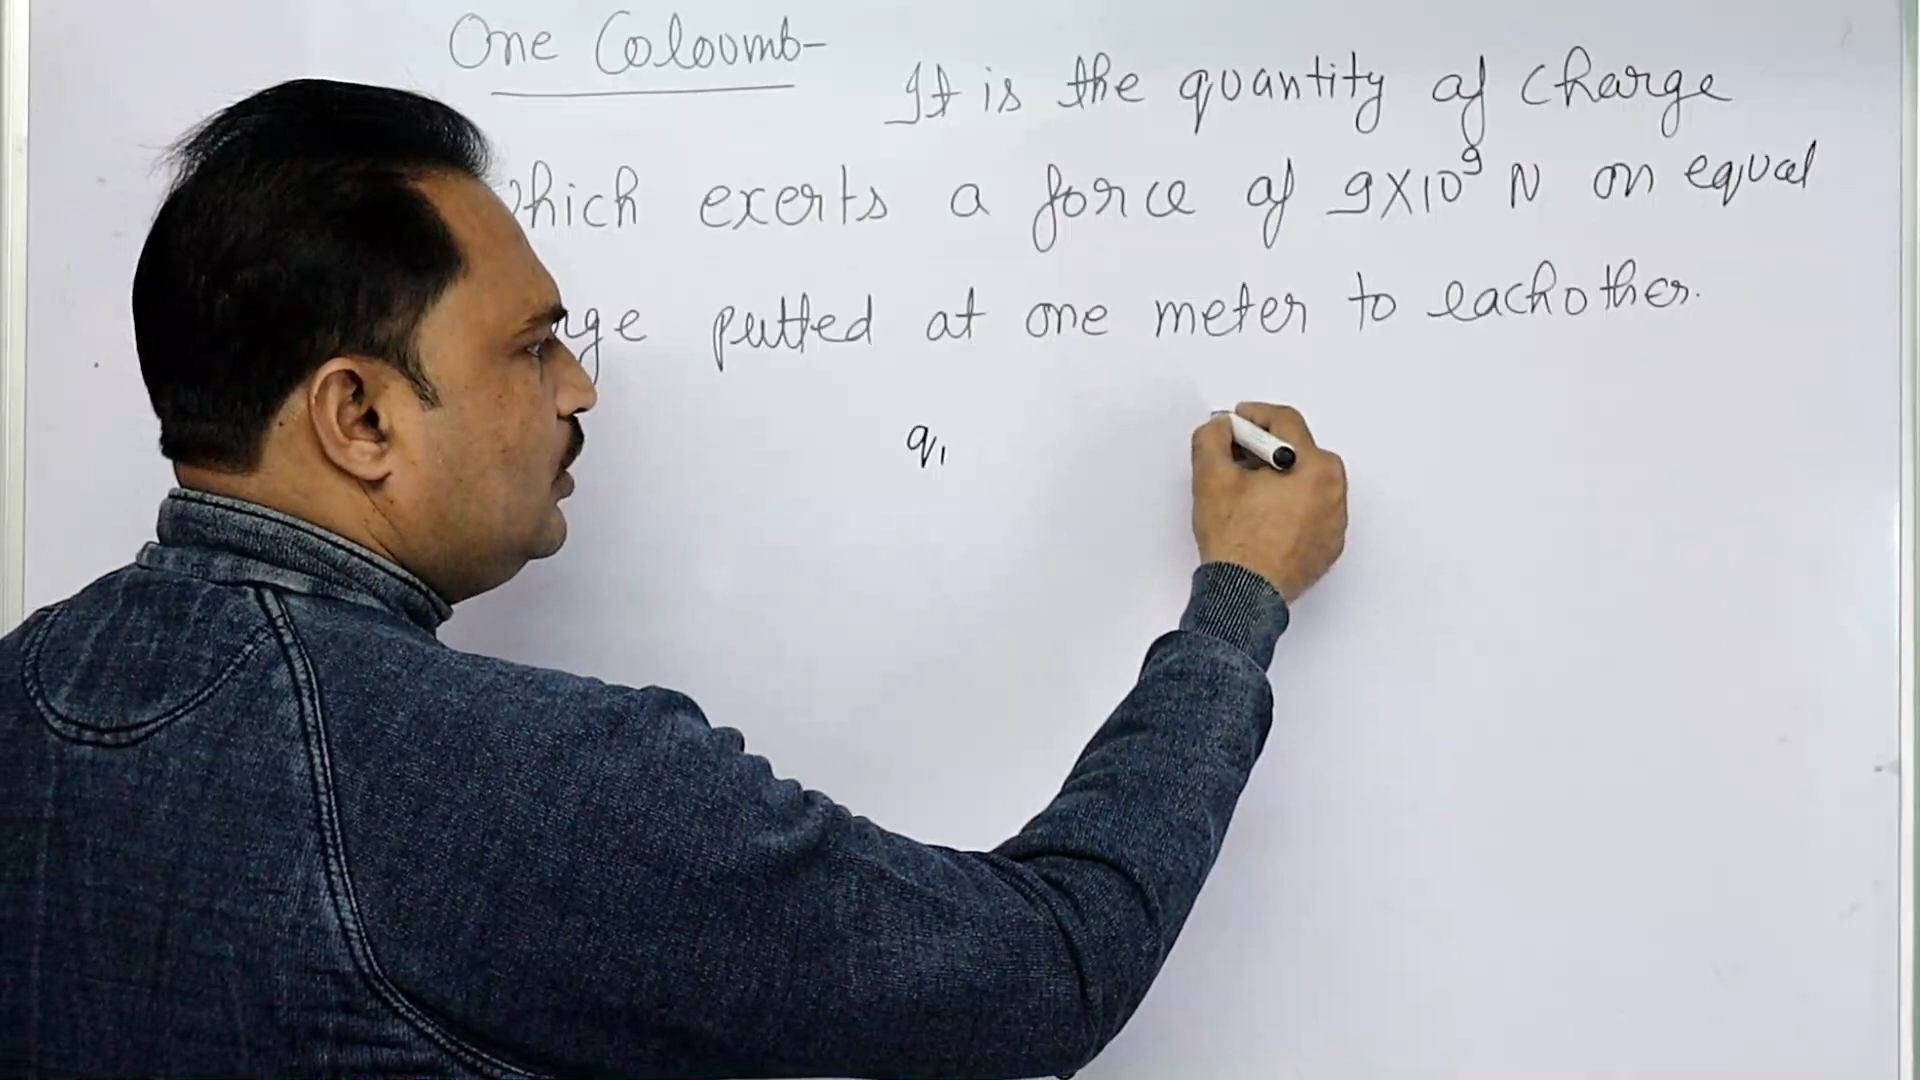 One Coloumb-
It is the quantity of charge
which exerts a force of 9X10⁹ N on equal
putted at one meter to eachother.
q₁